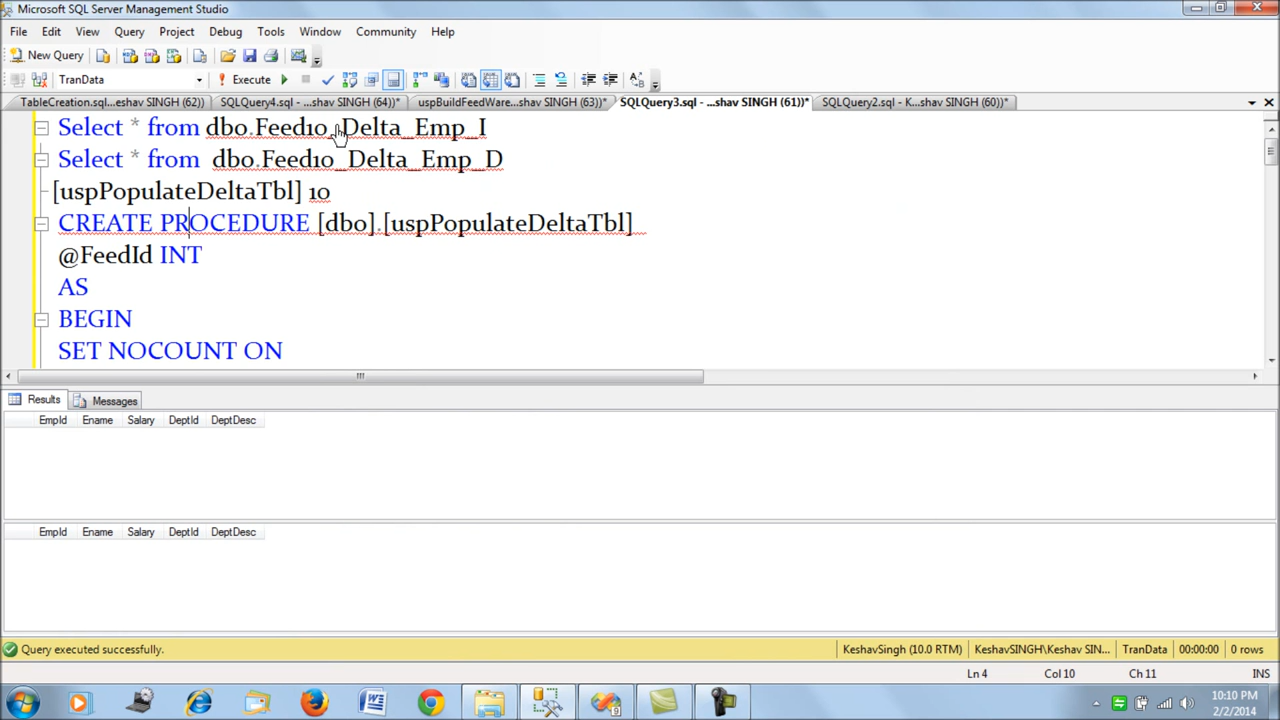 Microsoft SQL Server Management Studio
File Edit View Query Project Debug Tools Window Community Help
New Query
TranData Execute
TableCreation.sql...eshav SINGH (62)) SQLQuery4.sql - ...shav SINGH (64))* uspBuildFeedWare...shav SINGH (63))* SQLQuery3.sql - ...shav SINGH (61))* SQLQuery2.sql - K...shav SINGH (60))*
Select * from dbo.Feed10_Delta_Emp_I
Select * from dbo.Feed10_Delta_Emp_D
[uspPopulateDeltaTbl] 10
CREATE PROCEDURE [dbo].[uspPopulateDeltaTbl]
@FeedId INT
AS
BEGIN
SET NOCOUNT ON
Results Messages
EmpId Ename Salary DeptId DeptDesc
EmpId Ename Salary DeptId DeptDesc
Query executed successfully. KeshavSingh (10.0 RTM) KeshavSINGH\Keshav SIN... TranData 00:00:00 0 rows
Ln 4 Col 10 Ch 11 INS
10:10 PM
2/2/2014